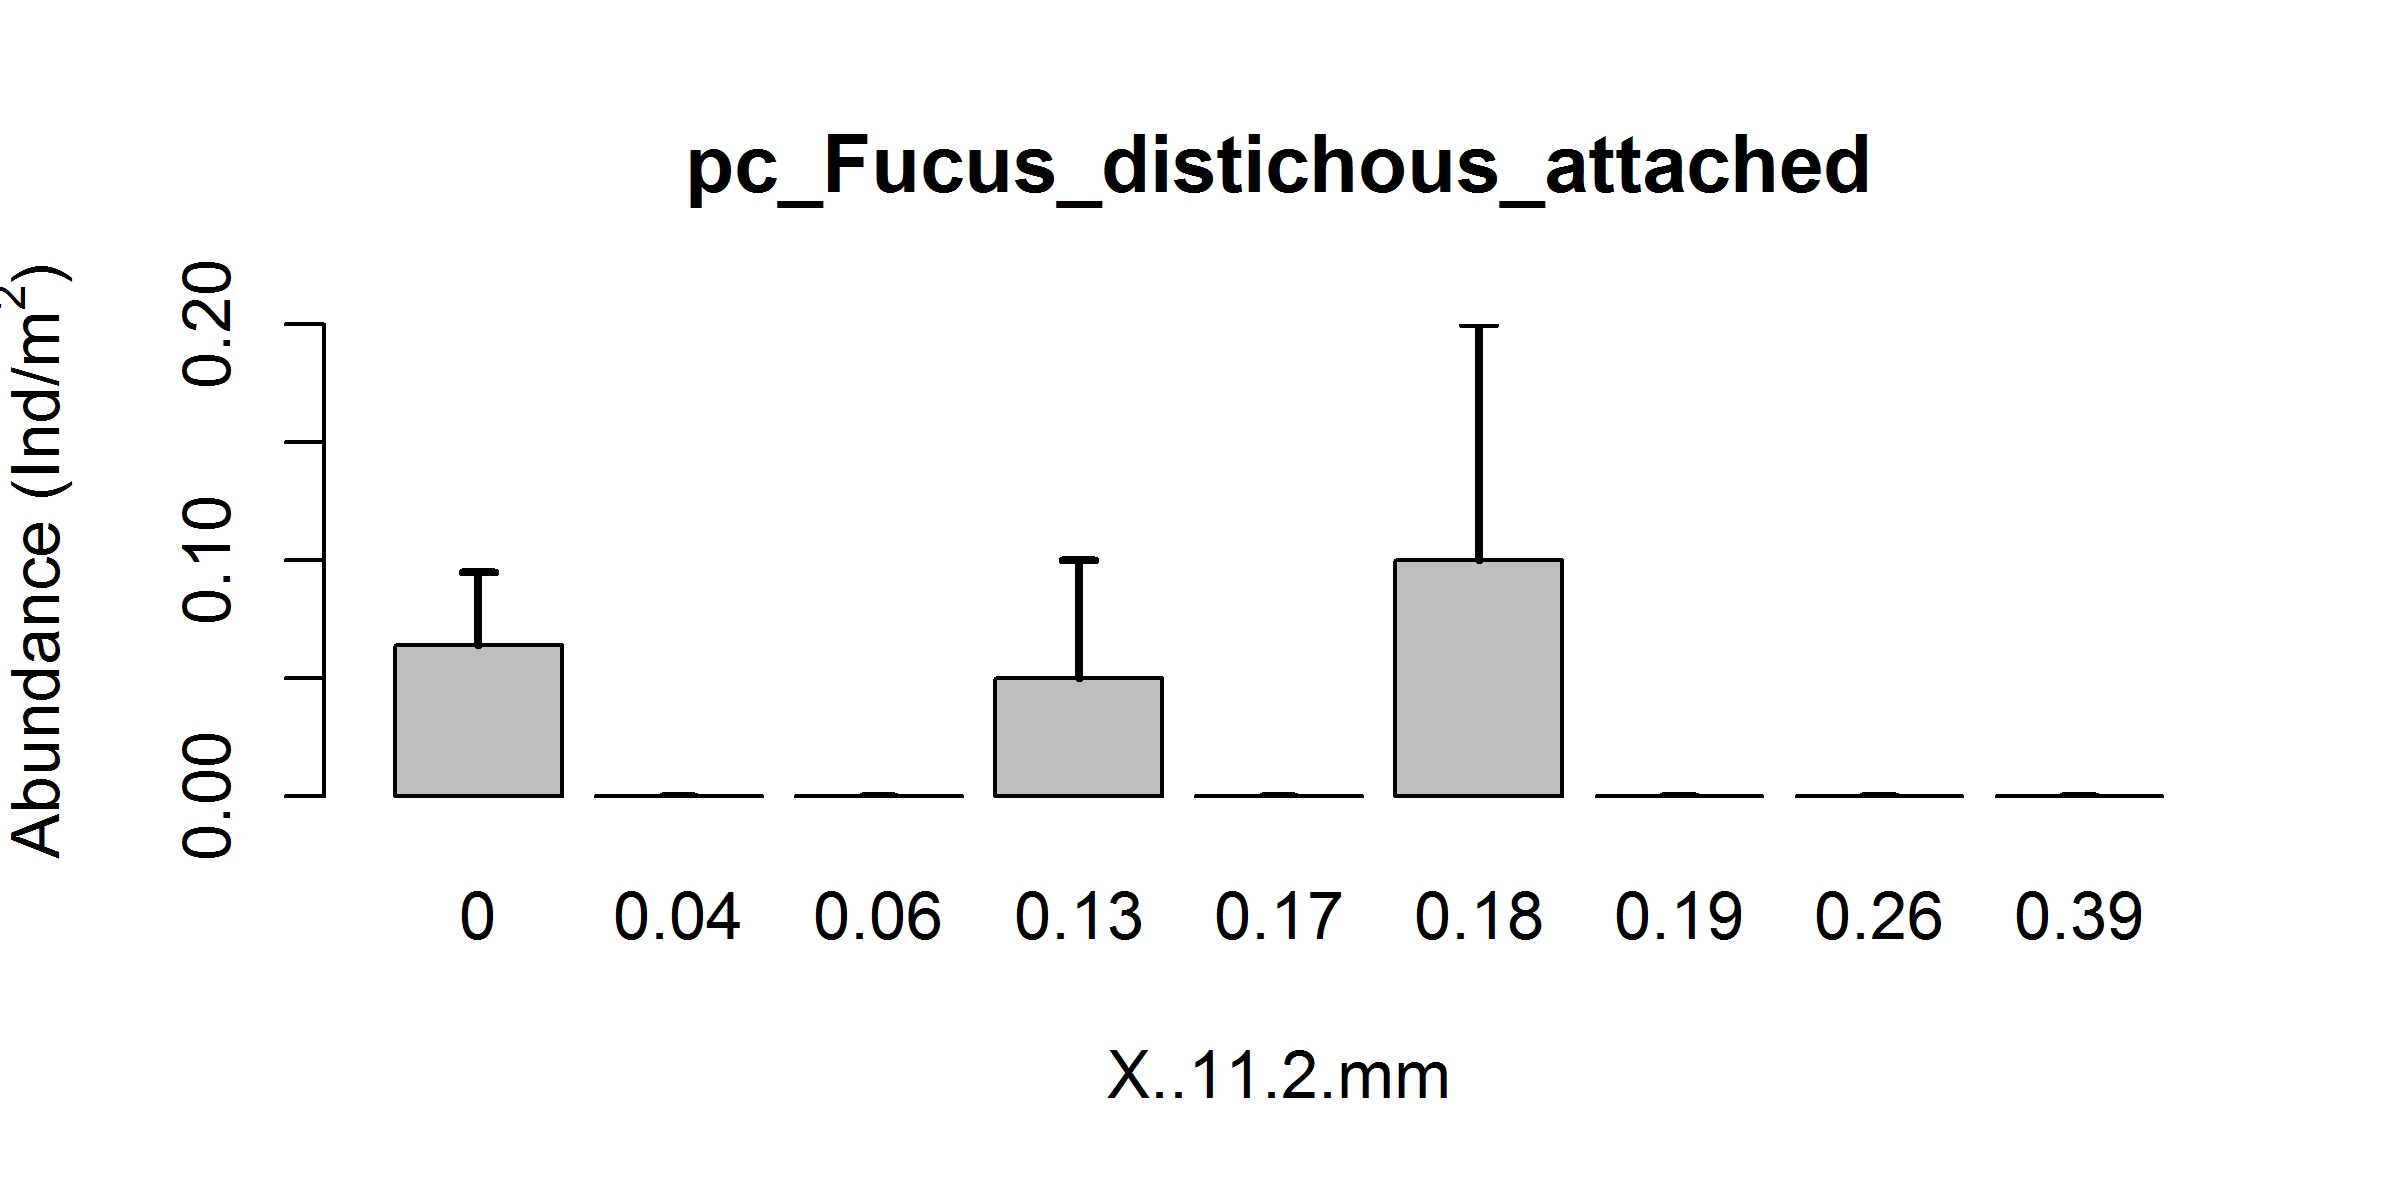 pc_Fucus_distichous_attached
Abundance (Ind/m²)
0.20
0.10
0.00
0 0.04 0.06 0.13 0.17 0.18 0.19 0.26 0.39
X..11.2.mm